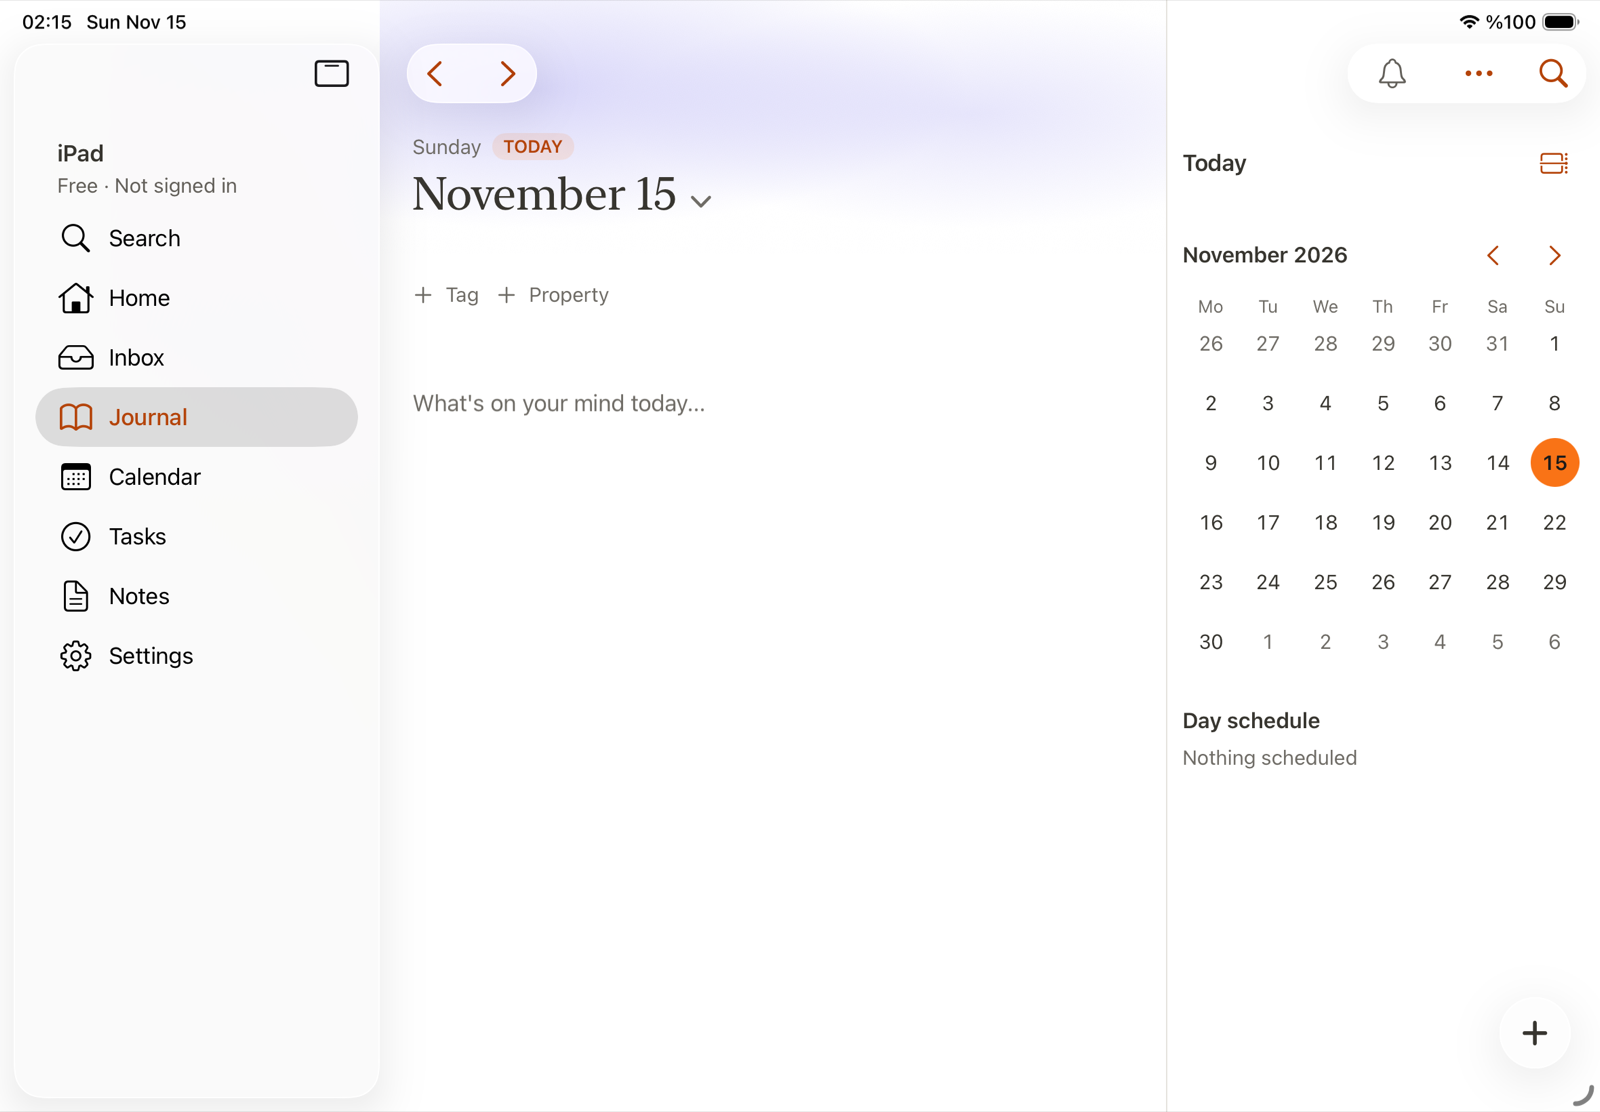 02:15 Sun Nov 15
%100
iPad
Free · Not signed in
Search
Home
Inbox
Journal
Calendar
Tasks
Notes
Settings
Sunday TODAY
November 15
Tag Property
What's on your mind today...
Today
November 2026
Mo Tu We Th Fr Sa Su
26 27 28 29 30 31 1
2 3 4 5 6 7 8
9 10 11 12 13 14 15
16 17 18 19 20 21 22
23 24 25 26 27 28 29
30 1 2 3 4 5 6
Day schedule
Nothing scheduled